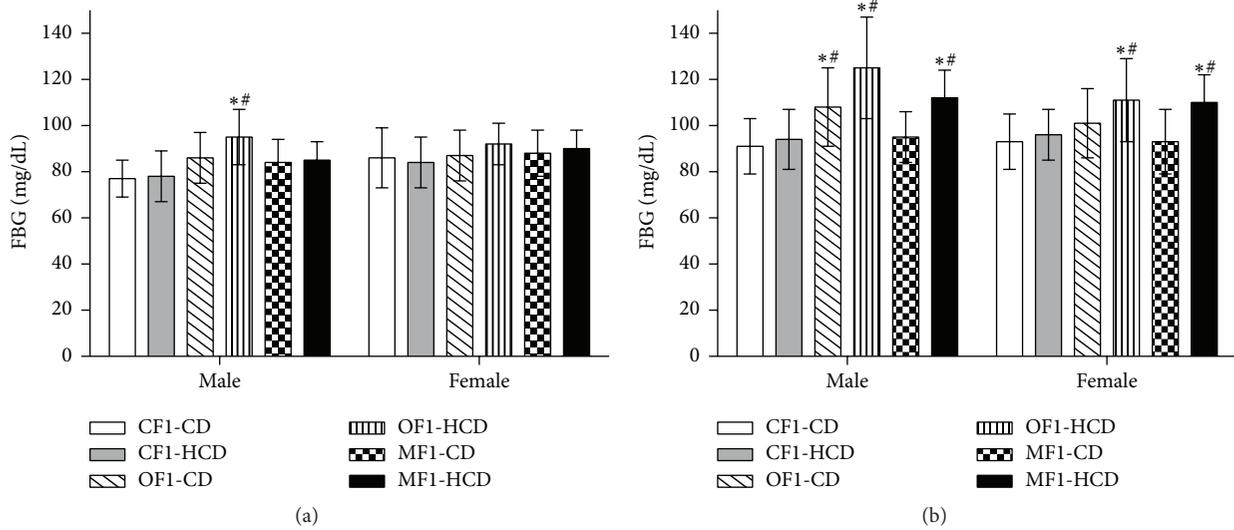 140
120
100
80
60
40
20
0
FBG (mg/dL)
*#
Male
Female
CF1-CD
CF1-HCD
OF1-CD
OF1-HCD
MF1-CD
MF1-HCD
(a)
140
120
100
80
60
40
20
0
FBG (mg/dL)
*#
*#
*#
*#
*#
Male
Female
CF1-CD
CF1-HCD
OF1-CD
OF1-HCD
MF1-CD
MF1-HCD
(b)